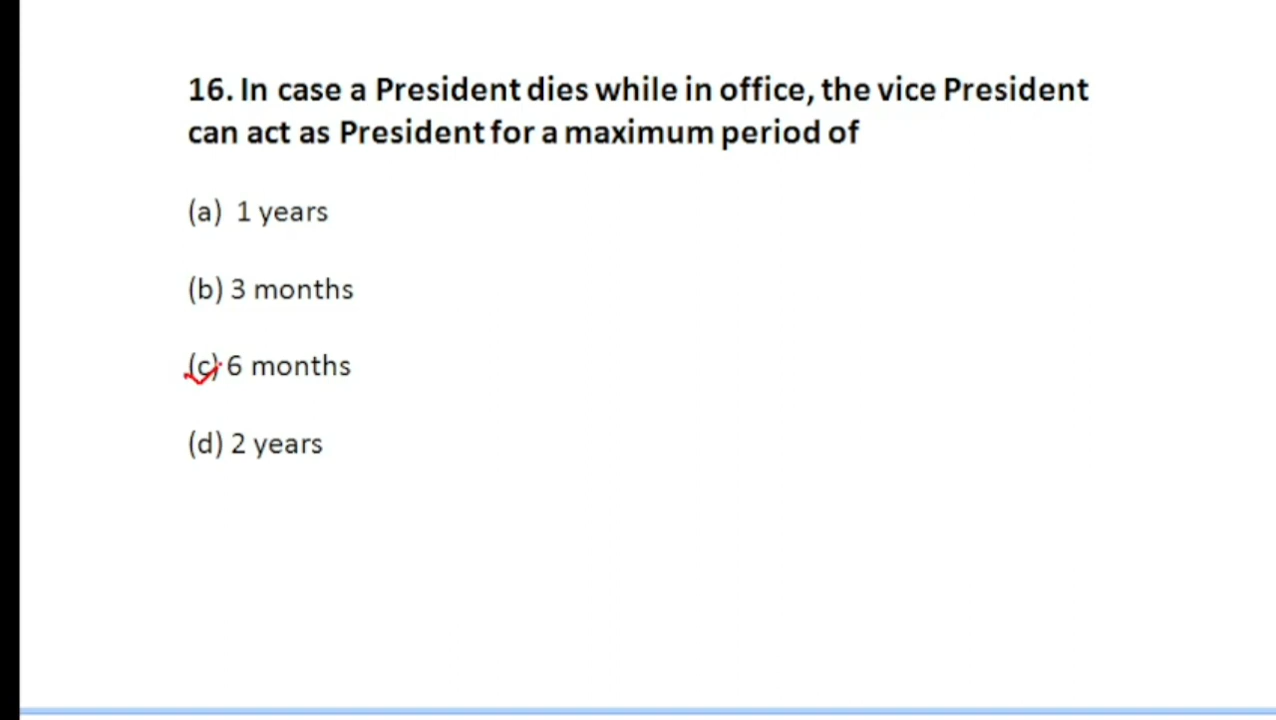 16. In case a President dies while in office, the vice President
can act as President for a maximum period of
(a) 1 years
(b) 3 months
(c) 6 months
(d) 2 years